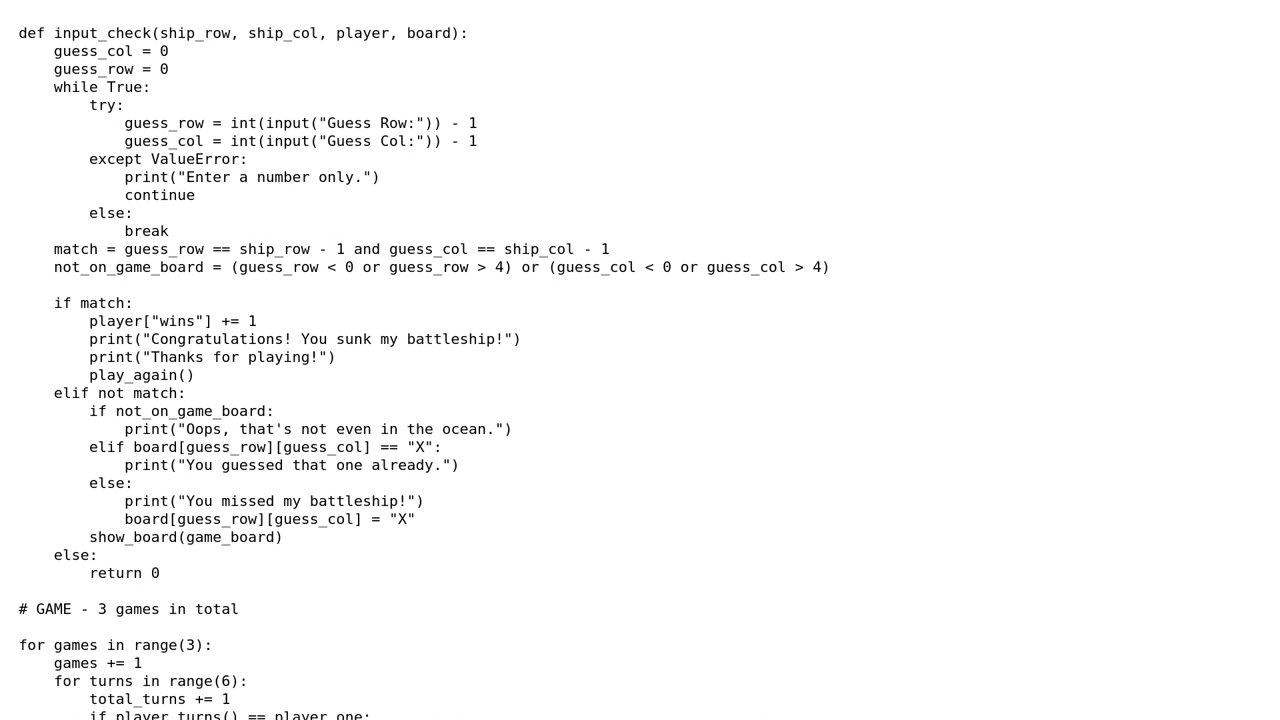 def input_check(ship_row, ship_col, player, board):
    guess_col = 0
    guess_row = 0
    while True:
        try:
            guess_row = int(input("Guess Row:")) - 1
            guess_col = int(input("Guess Col:")) - 1
        except ValueError:
            print("Enter a number only.")
            continue
        else:
            break
    match = guess_row == ship_row - 1 and guess_col == ship_col - 1
    not_on_game_board = (guess_row < 0 or guess_row > 4) or (guess_col < 0 or guess_col > 4)

    if match:
        player["wins"] += 1
        print("Congratulations! You sunk my battleship!")
        print("Thanks for playing!")
        play_again()
    elif not match:
        if not_on_game_board:
            print("Oops, that's not even in the ocean.")
        elif board[guess_row][guess_col] == "X":
            print("You guessed that one already.")
        else:
            print("You missed my battleship!")
            board[guess_row][guess_col] = "X"
        show_board(game_board)
    else:
        return 0

# GAME - 3 games in total

for games in range(3):
    games += 1
    for turns in range(6):
        total_turns += 1
        if player_turns() == player_one: